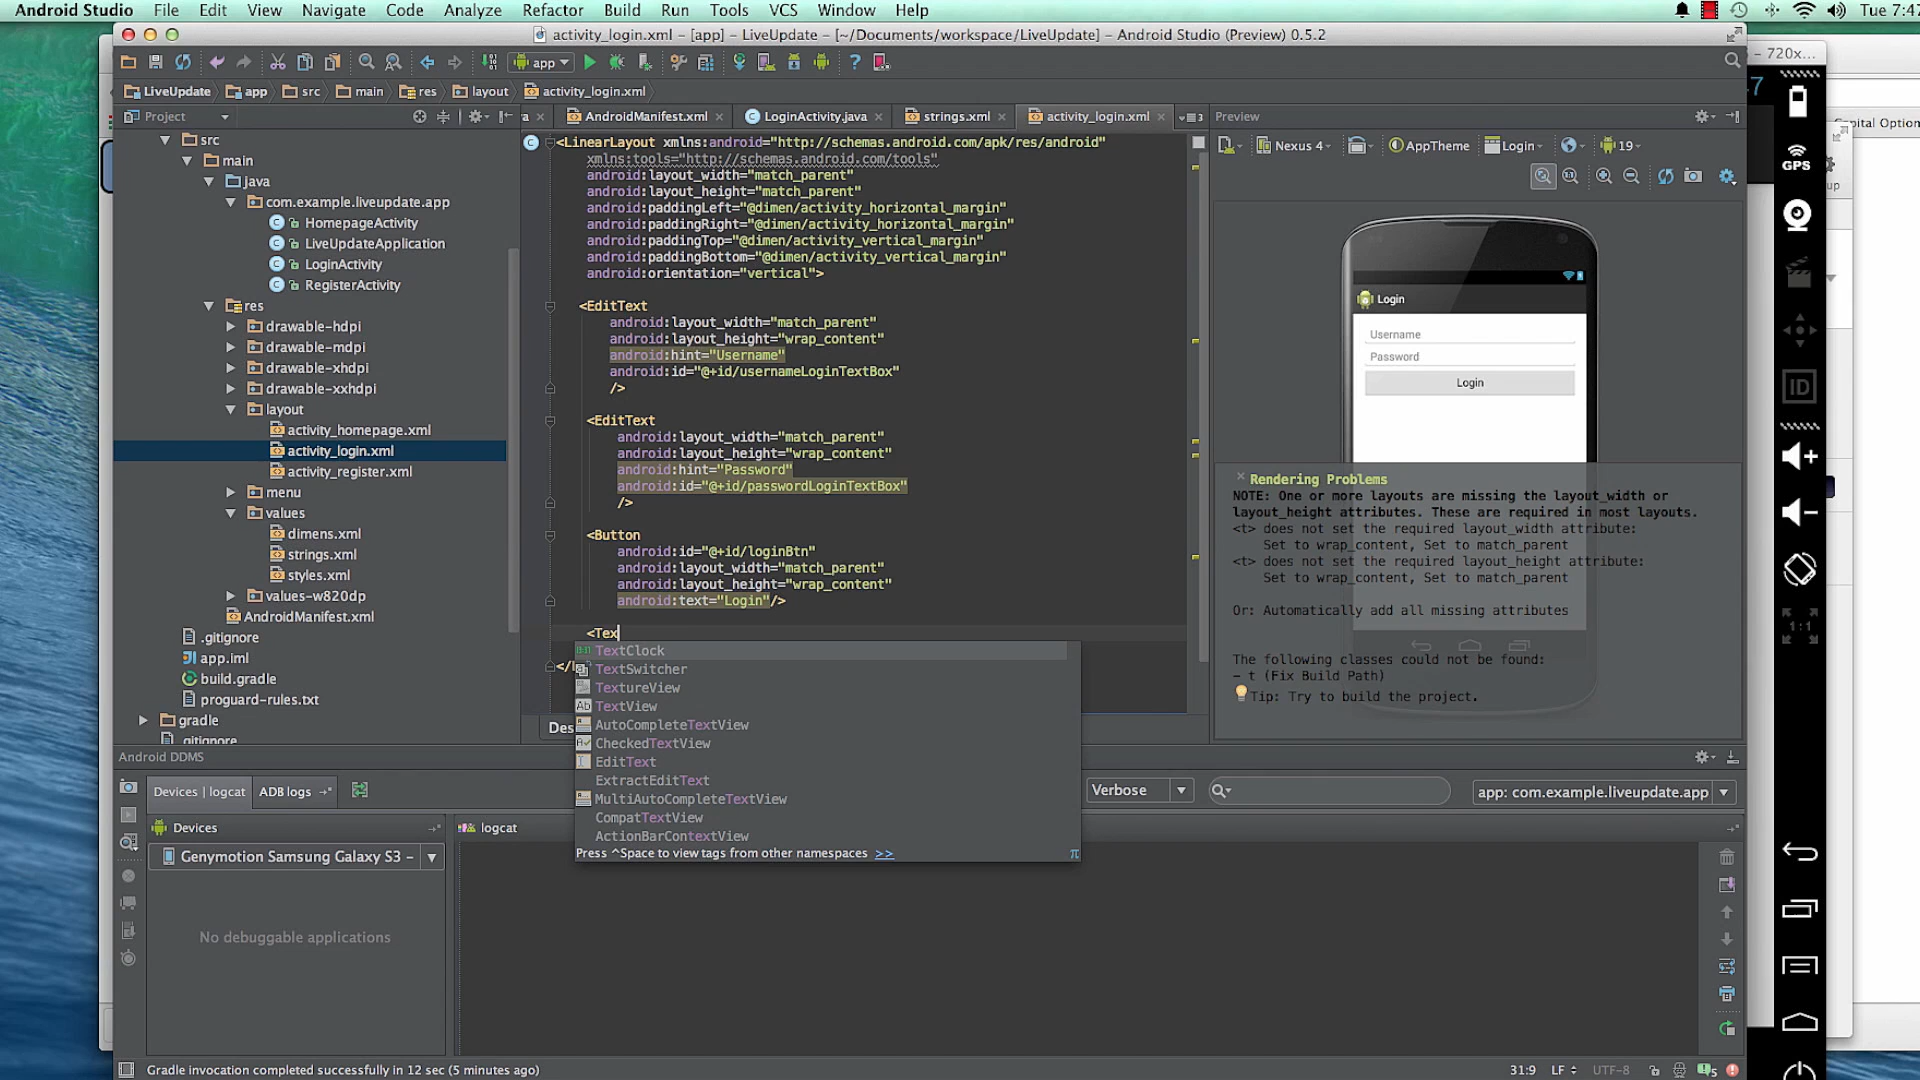 Android Studio File Edit View Navigate Code Analyze Refactor Build Run Tools VCS Window Help Tue 7:47
activity_login.xml – [app] – LiveUpdate – [~/Documents/workspace/LiveUpdate] – Android Studio (Preview) 0.5.2
– 720x...
app
LiveUpdate app src main res layout activity_login.xml
Project
AndroidManifest.xml LoginActivity.java strings.xml activity_login.xml
Preview
Capital Option
Nexus 4 AppTheme Login 19
src
main
java
com.example.liveupdate.app
HomepageActivity
LiveUpdateApplication
LoginActivity
RegisterActivity
res
drawable-hdpi
drawable-mdpi
drawable-xhdpi
drawable-xxhdpi
layout
activity_homepage.xml
activity_login.xml
activity_register.xml
menu
values
dimens.xml
strings.xml
styles.xml
values-w820dp
AndroidManifest.xml
.gitignore
app.iml
build.gradle
proguard-rules.txt
gradle
.gitignore
<LinearLayout xmlns:android="http://schemas.android.com/apk/res/android"
xmlns:tools="http://schemas.android.com/tools"
android:layout_width="match_parent"
android:layout_height="match_parent"
android:paddingLeft="@dimen/activity_horizontal_margin"
android:paddingRight="@dimen/activity_horizontal_margin"
android:paddingTop="@dimen/activity_vertical_margin"
android:paddingBottom="@dimen/activity_vertical_margin"
android:orientation="vertical">
<EditText
android:layout_width="match_parent"
android:layout_height="wrap_content"
android:hint="Username"
android:id="@+id/usernameLoginTextBox"
/>
<EditText
android:layout_width="match_parent"
android:layout_height="wrap_content"
android:hint="Password"
android:id="@+id/passwordLoginTextBox"
/>
<Button
android:id="@+id/loginBtn"
android:layout_width="match_parent"
android:layout_height="wrap_content"
android:text="Login"/>
<Tex
TextClock
TextSwitcher
TextureView
TextView
AutoCompleteTextView
CheckedTextView
EditText
ExtractEditText
MultiAutoCompleteTextView
CompatTextView
ActionBarContextView
Press ^Space to view tags from other namespaces >>
π
Login
Username
Password
Login
Rendering Problems
NOTE: One or more layouts are missing the layout_width or
layout_height attributes. These are required in most layouts.
<t> does not set the required layout_width attribute:
Set to wrap_content, Set to match_parent
<t> does not set the required layout_height attribute:
Set to wrap_content, Set to match_parent
Or: Automatically add all missing attributes
The following classes could not be found:
– t (Fix Build Path)
Tip: Try to build the project.
GPS
ID
1:1
Android DDMS
Devices | logcat ADB logs
Verbose
app: com.example.liveupdate.app
Devices
logcat
Genymotion Samsung Galaxy S3 –
No debuggable applications
Gradle invocation completed successfully in 12 sec (5 minutes ago)
31:9 LF UTF-8